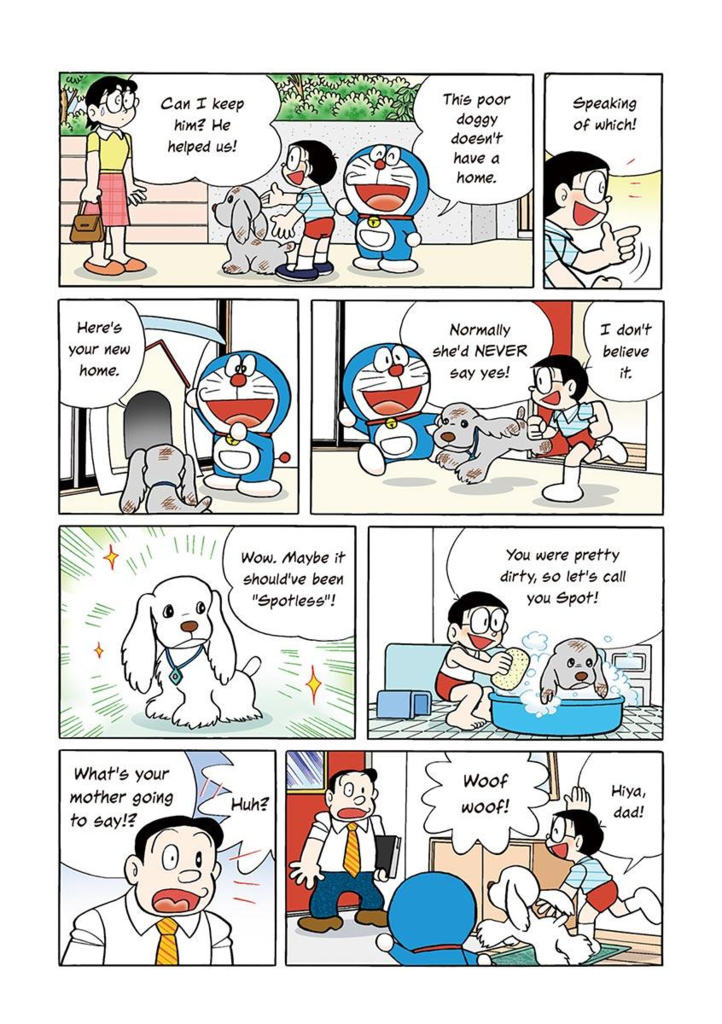 Speaking
of which!
This poor
doggy
doesn't
have a
home.
Can I keep
him? He
helped us!
I don't
believe
it.
Normally
she'd NEVER
say yes!
Here's
your new
home.
You were pretty
dirty, so let's call
you Spot!
Wow. Maybe it
should've been
"Spotless"!
Hiya,
dad!
Woof
woof!
Huh?
What's your
mother going
to say!?